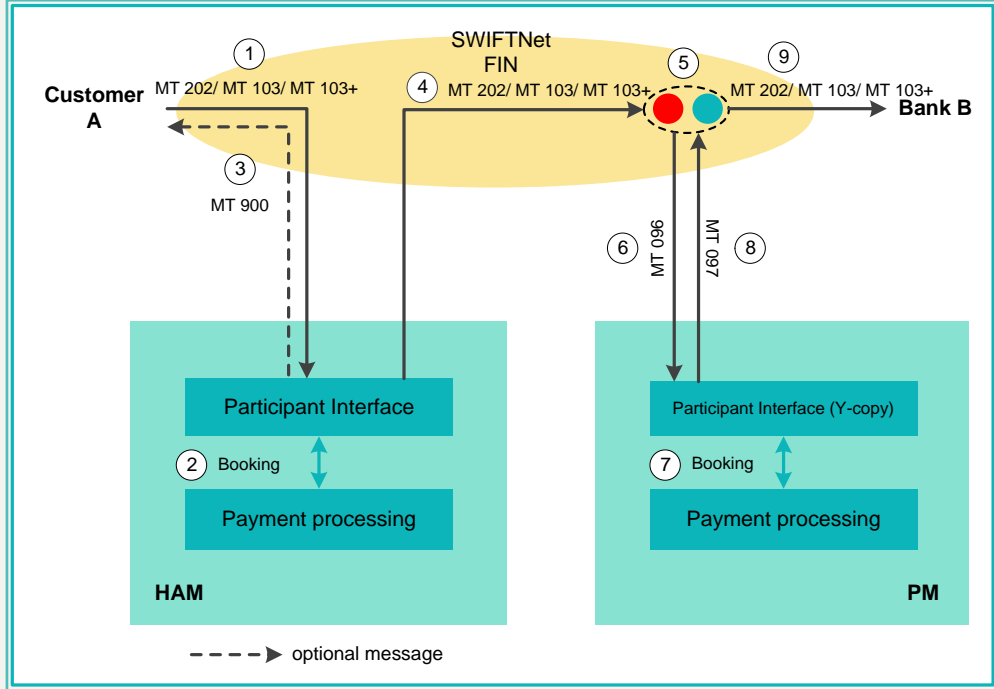 SWIFTNet
FIN
1
MT 202/ MT 103/ MT 103+
Customer
A
3
MT 900
4
MT 202/ MT 103/ MT 103+
5
9
MT 202/ MT 103/ MT 103+
Bank B
6
MT 096
MT 097
8
Participant Interface
2
Booking
Payment processing
HAM
Participant Interface (Y-copy)
7
Booking
Payment processing
PM
optional message